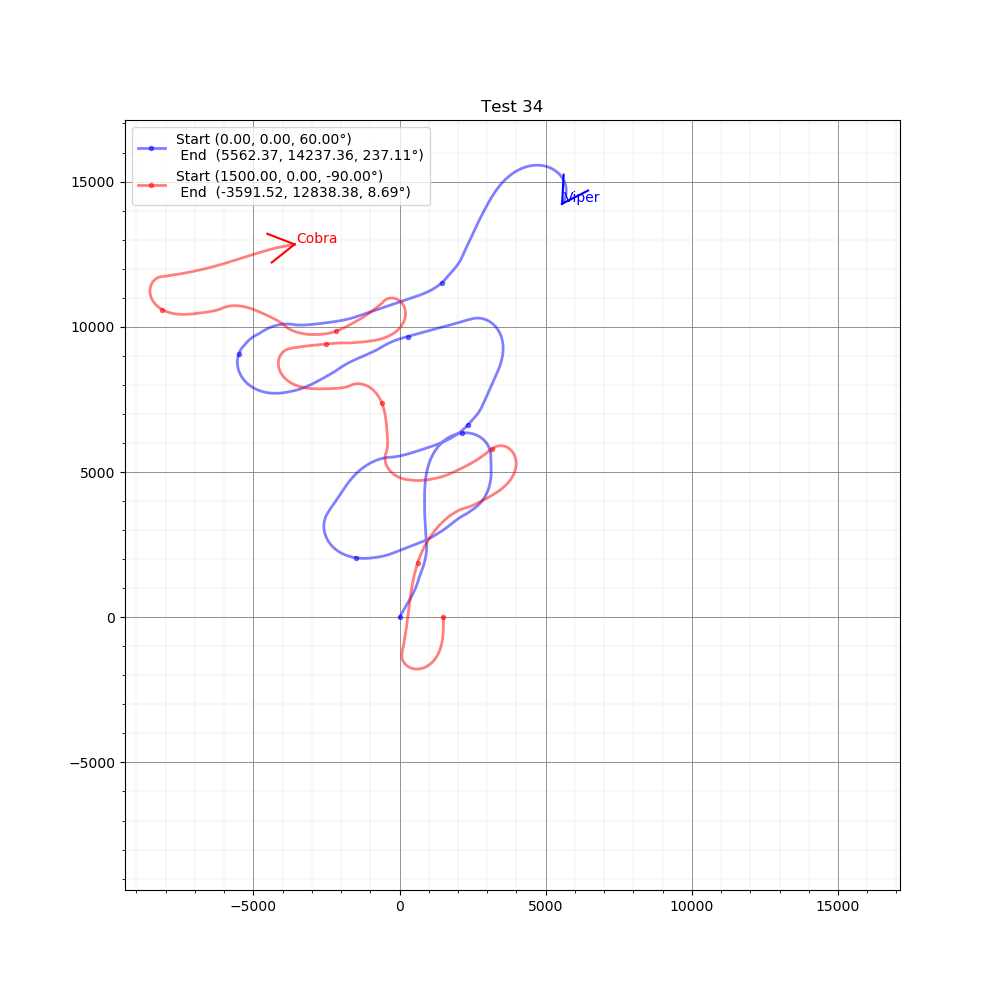 Test 34
Start (0.00, 0.00, 60.00°)
End  (5562.37, 14237.36, 237.11°)
Start (1500.00, 0.00, -90.00°)
End  (-3591.52, 12838.38, 8.69°)
15000
Viper
Cobra
10000
5000
0
−5000
−5000
0
5000
10000
15000